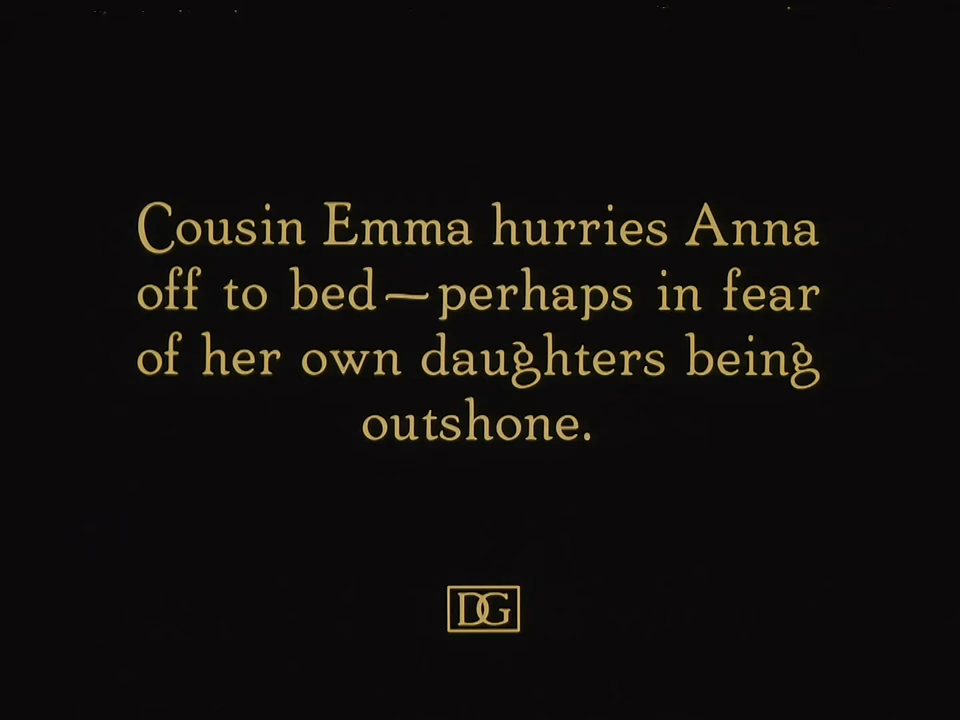 Cousin Emma hurries Anna
off to bed—perhaps in fear
of her own daughters being
outshone.
DG